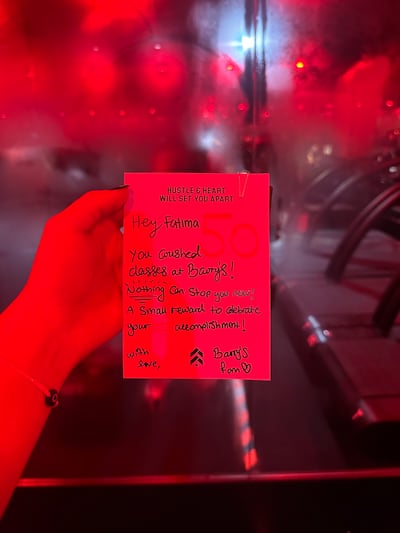 HUSTLE & HEART
WILL SET YOU APART
Hey Fatima
50
You crushed
classes at Barry's!
Nothing can stop you now!
A small reward to celebrate
your accomplishment!
with
love,
Barry's
fam